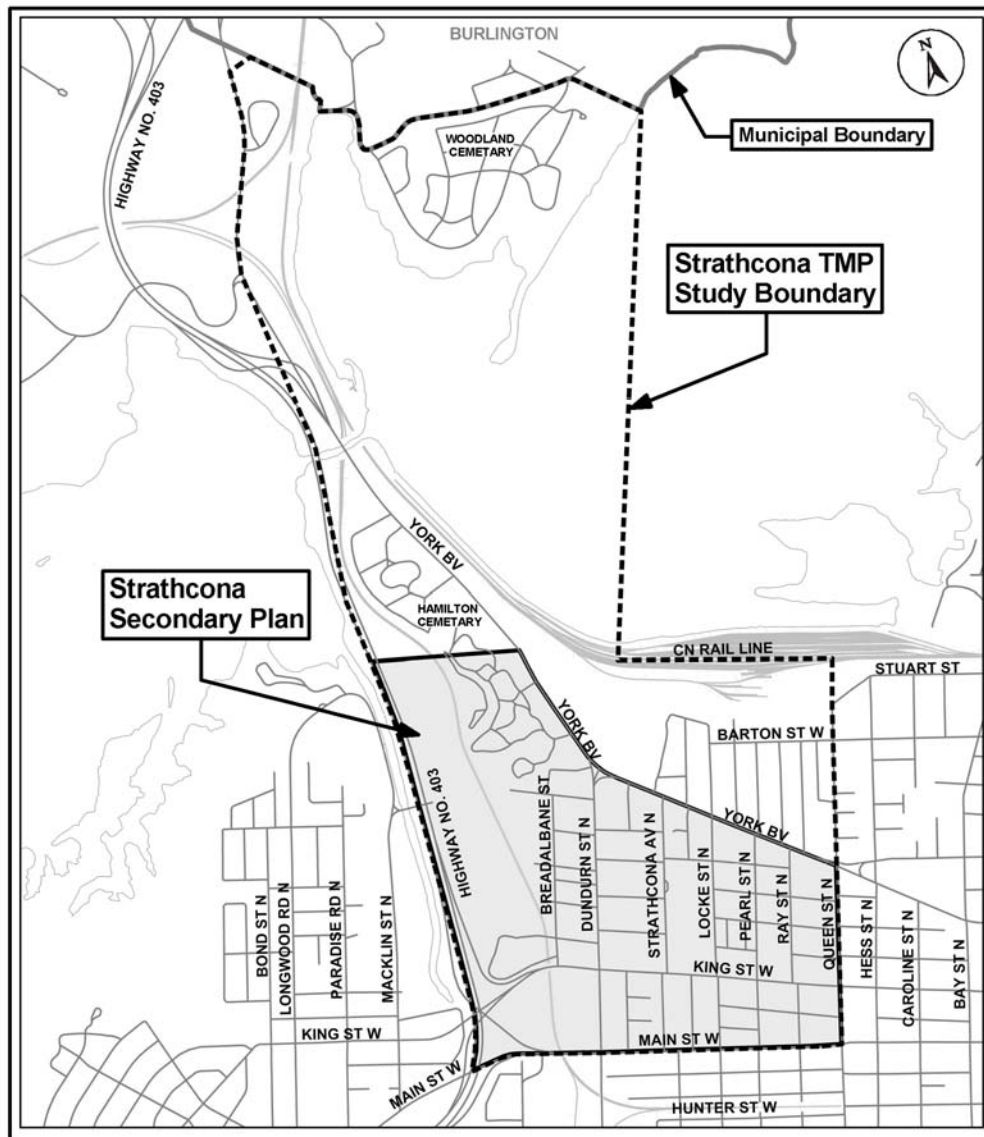 BURLINGTON
N
HIGHWAY NO. 403
WOODLAND
CEMETARY
Municipal Boundary
Strathcona TMP
Study Boundary
YORK BV
Strathcona
Secondary Plan
HAMILTON
CEMETARY
CN RAIL LINE
STUART ST
YORK BV
BARTON ST W
HIGHWAY NO. 403
BREADALBANE ST
DUNDURN ST N
STRATHCONA AV N
LOCKE ST N
PEARL ST N
YORK BV
RAY ST N
QUEEN ST N
HESS ST N
CAROLINE ST N
BAY ST N
BOND ST N
LONGWOOD RD N
PARADISE RD N
MACKLIN ST N
KING ST W
KING ST W
MAIN ST W
MAIN ST W
HUNTER ST W